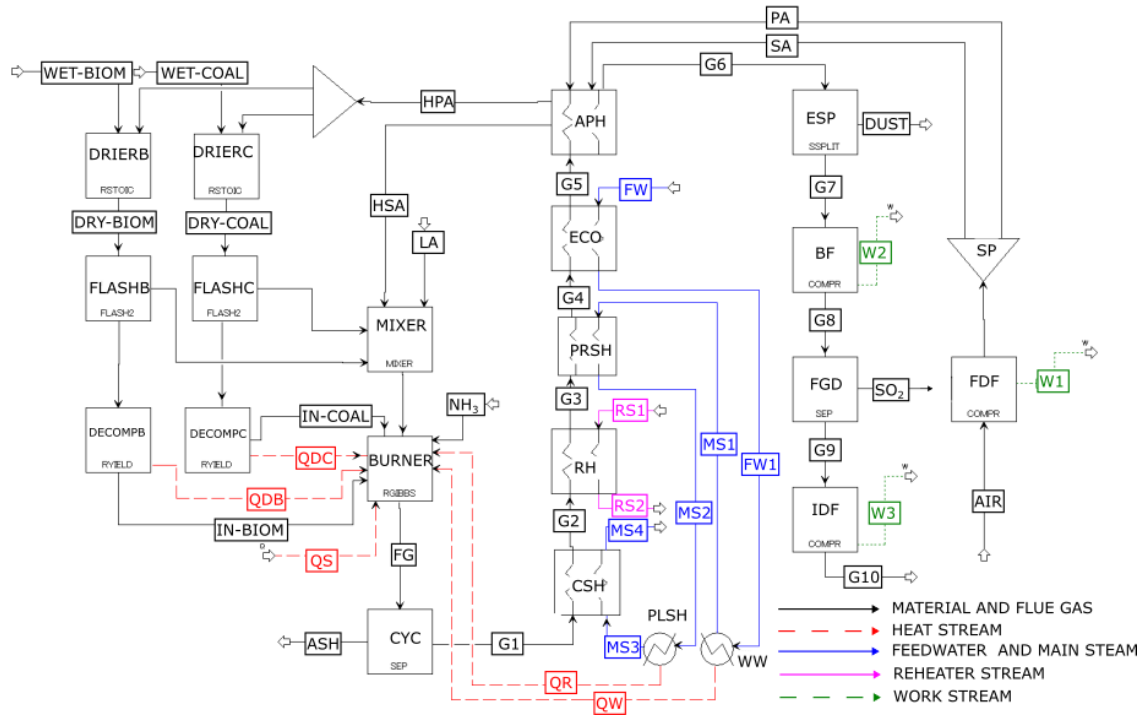 PA
SA
WET-BIOM
WET-COAL
G6
HPA
APH
ESP
SSPLIT
DUST
DRIERB
RSTOIC
DRIERC
RSTOIC
G5
FW
G7
HSA
DRY-BIOM
DRY-COAL
LA
ECO
BF
COMPR
W2
W
SP
FLASHB
FLASH2
FLASHC
FLASH2
G4
G8
MIXER
MIXER
PRSH
FGD
SEP
SO₂
FDF
COMPR
W1
W
G3
NH₃
IN-COAL
RS1
MS1
DECOMPB
RYIELD
DECOMPC
RYIELD
QDC
BURNER
RGIBBS
RH
FW1
G9
QDB
RS2
MS2
IN-BIOM
G2
MS4
IDF
COMPR
W3
W
AIR
Q
QS
FG
CSH
G10
PLSH
MATERIAL AND FLUE GAS
ASH
CYC
SEP
G1
MS3
WW
HEAT STREAM
FEEDWATER AND MAIN STEAM
QR
QW
REHEATER STREAM
WORK STREAM